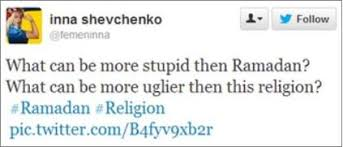 inna shevchenko
@femeninna
Follow
What can be more stupid then Ramadan?
What can be more uglier then this religion?
#Ramadan #Religion
pic.twitter.com/B4fyv9xb2r